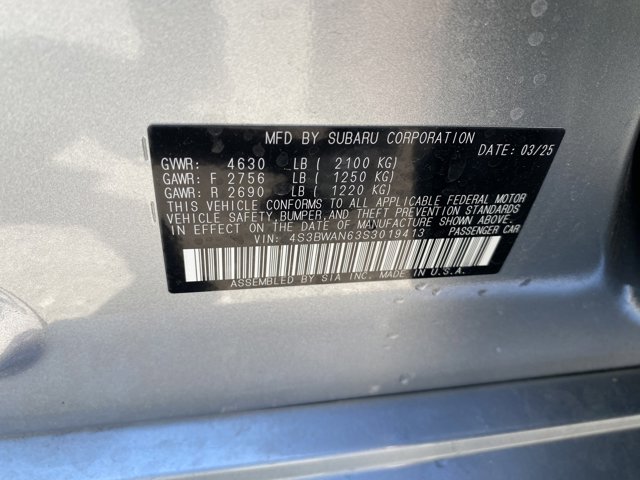 MFD BY SUBARU CORPORATION
DATE: 03/25
GVWR: 4630 LB ( 2100 KG)
GAWR: F 2756 LB ( 1250 KG)
GAWR: R 2690 LB ( 1220 KG)
THIS VEHICLE CONFORMS TO ALL APPLICABLE FEDERAL MOTOR
VEHICLE SAFETY, BUMPER, AND THEFT PREVENTION STANDARDS
IN EFFECT ON THE DATE OF MANUFACTURE SHOWN ABOVE.
VIN: 4S3BWAN63S3019413 PASSENGER CAR
ASSEMBLED BY SIA INC. MADE IN U.S.A.